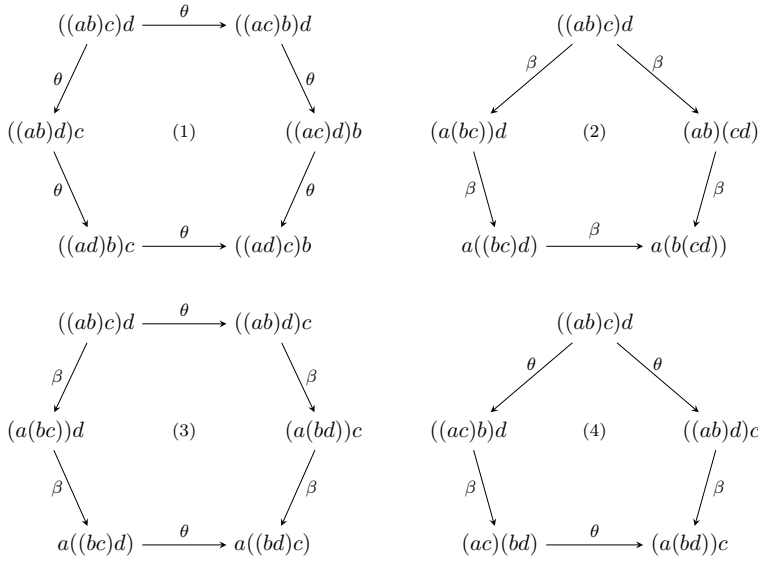 ((ab)c)d θ ((ac)b)d ((ab)c)d
θ θ β β
((ab)d)c (1) ((ac)d)b (a(bc))d (2) (ab)(cd)
θ θ β β
((ad)b)c θ ((ad)c)b a((bc)d) β a(b(cd))
((ab)c)d θ ((ab)d)c ((ab)c)d
β β θ θ
(a(bc))d (3) (a(bd))c ((ac)b)d (4) ((ab)d)c
β β β β
a((bc)d) θ a((bd)c) (ac)(bd) θ (a(bd))c